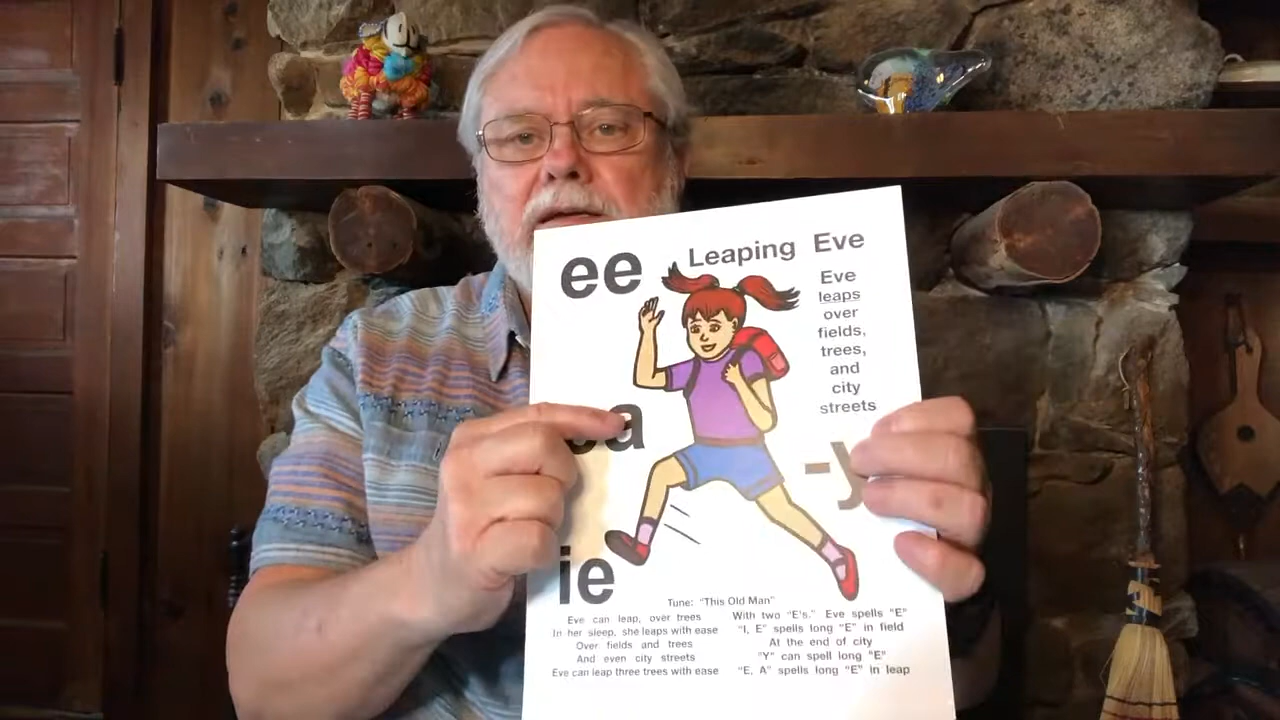 ee
Leaping Eve
Eve
leaps
over
fields,
trees,
and
city
streets
-y
ie
Tune: "This Old Man"
Eve can leap, over trees
In her sleep, she leaps with ease
Over fields and trees
And even city streets
Eve can leap three trees with ease
With two "E's." Eve spells "E"
"I, E" spells long "E" in field
At the end of city
"Y" can spell long "E"
"E, A" spells long "E" in leap